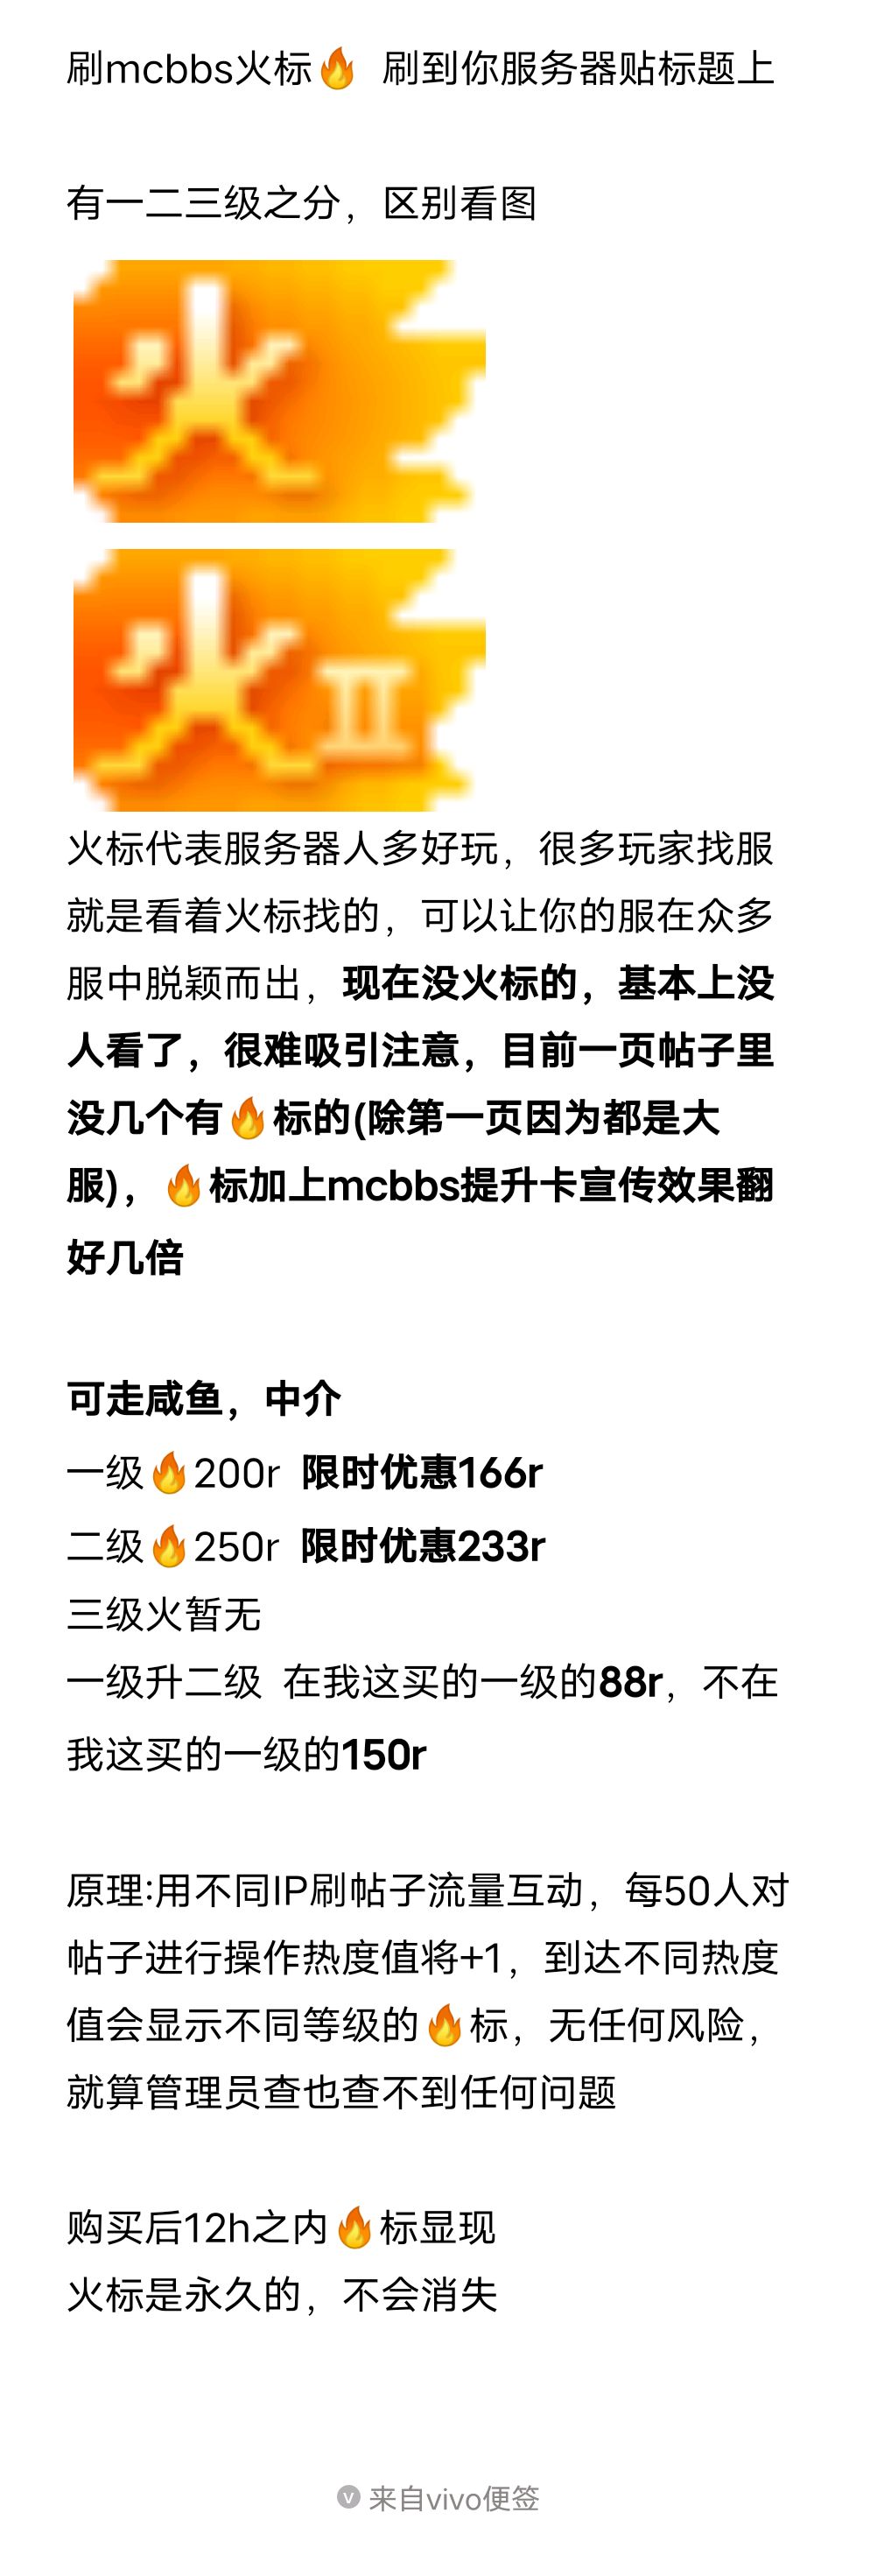 刷mcbbs火标🔥 刷到你服务器贴标题上
有一二三级之分，区别看图
火
火II
火标代表服务器人多好玩，很多玩家找服
就是看着火标找的，可以让你的服在众多
服中脱颖而出，现在没火标的，基本上没
人看了，很难吸引注意，目前一页帖子里
没几个有🔥标的(除第一页因为都是大
服)，🔥标加上mcbbs提升卡宣传效果翻
好几倍
可走咸鱼，中介
一级🔥200r 限时优惠166r
二级🔥250r 限时优惠233r
三级火暂无
一级升二级 在我这买的一级的88r，不在
我这买的一级的150r
原理:用不同IP刷帖子流量互动，每50人对
帖子进行操作热度值将+1，到达不同热度
值会显示不同等级的🔥标，无任何风险，
就算管理员查也查不到任何问题
购买后12h之内🔥标显现
火标是永久的，不会消失
V 来自vivo便签